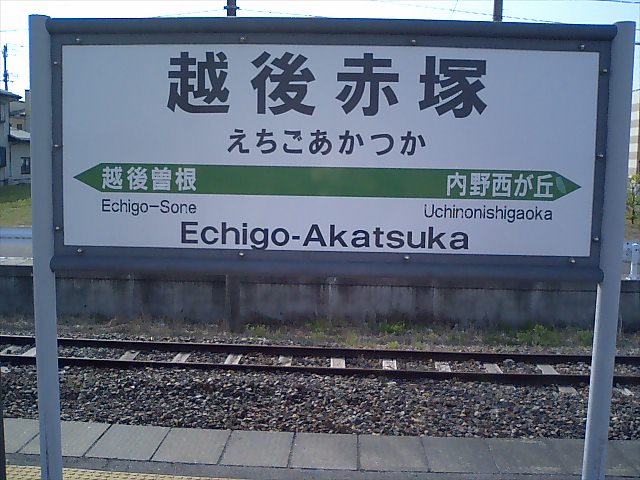 越後赤塚
えちごあかつか
越後曽根 内野西が丘
Echigo-Sone Uchinonishigaoka
Echigo-Akatsuka